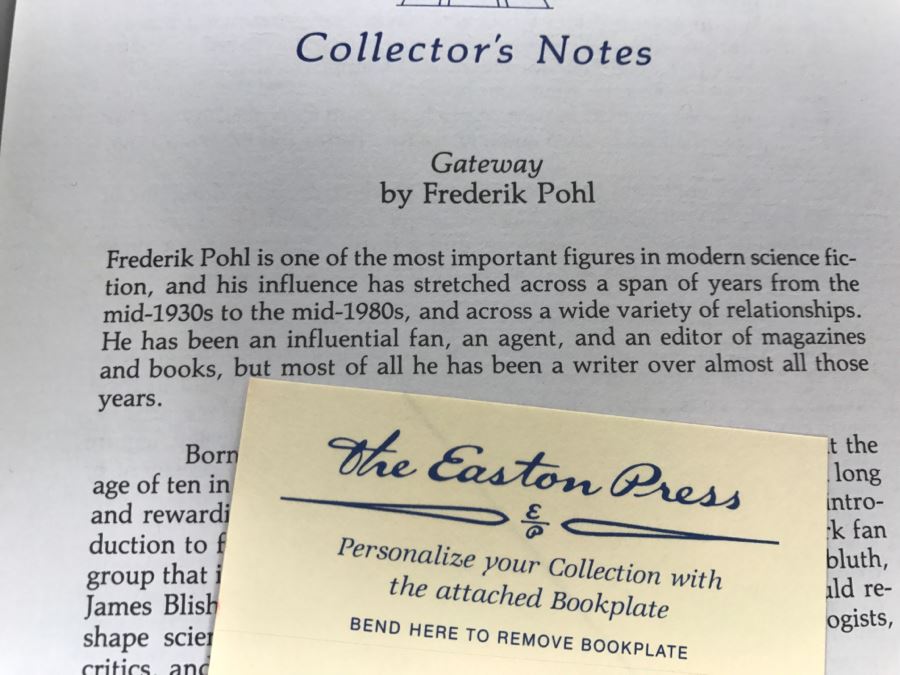 Collector's Notes
Gateway
by Frederik Pohl
Frederik Pohl is one of the most important figures in modern science fic-
tion, and his influence has stretched across a span of years from the
mid-1930s to the mid-1980s, and across a wide variety of relationships.
He has been an influential fan, an agent, and an editor of magazines
and books, but most of all he has been a writer over almost all those
years.
Born
age of ten in
and rewardi
duction to f
group that i
James Blish
shape scien
critics, and
t the
long
intro-
rk fan
bluth,
uld re-
ogists,
The Easton Press
E
P
Personalize your Collection with
the attached Bookplate
BEND HERE TO REMOVE BOOKPLATE